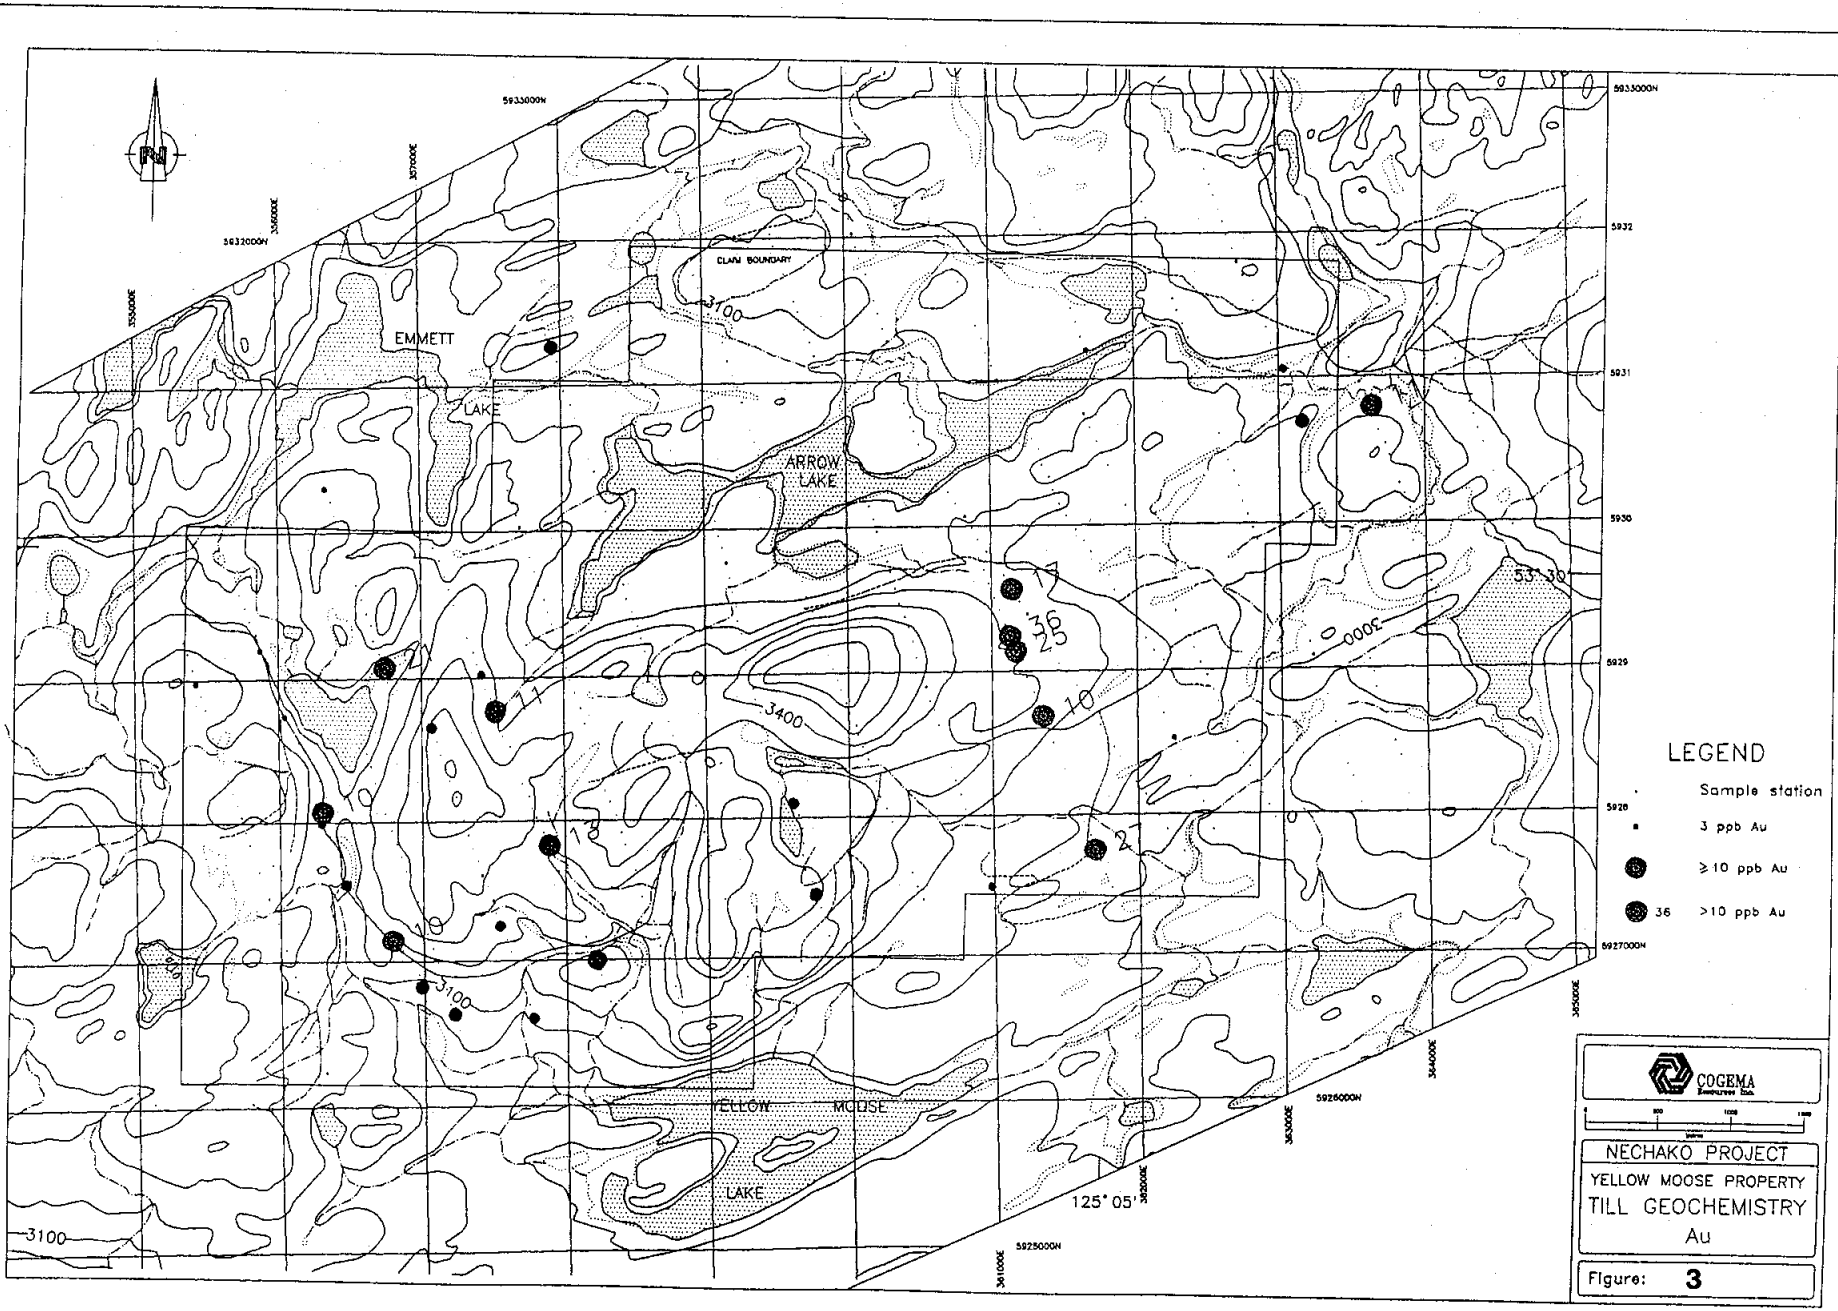 5933000N
5933000N
357000E
356000E
5932000N
5932
CLAIM BOUNDARY
355000E
3100
EMMETT
LAKE
5931
ARROW
LAKE
5930
53° 30'
17
36
25
3000
5929
21
11
10
3400
LEGEND
Sample station
3 ppb Au
≥10 ppb Au
36 >10 ppb Au
5928
13
27
10
5927000N
3100
365000E
364000E
363000E
5926000N
YELLOW MOOSE
LAKE
362000E
125° 05'
361000E
5925000N
3100
COGEMA
Resources Inc.
NECHAKO PROJECT
YELLOW MOOSE PROPERTY
TILL GEOCHEMISTRY
Au
Figure: 3